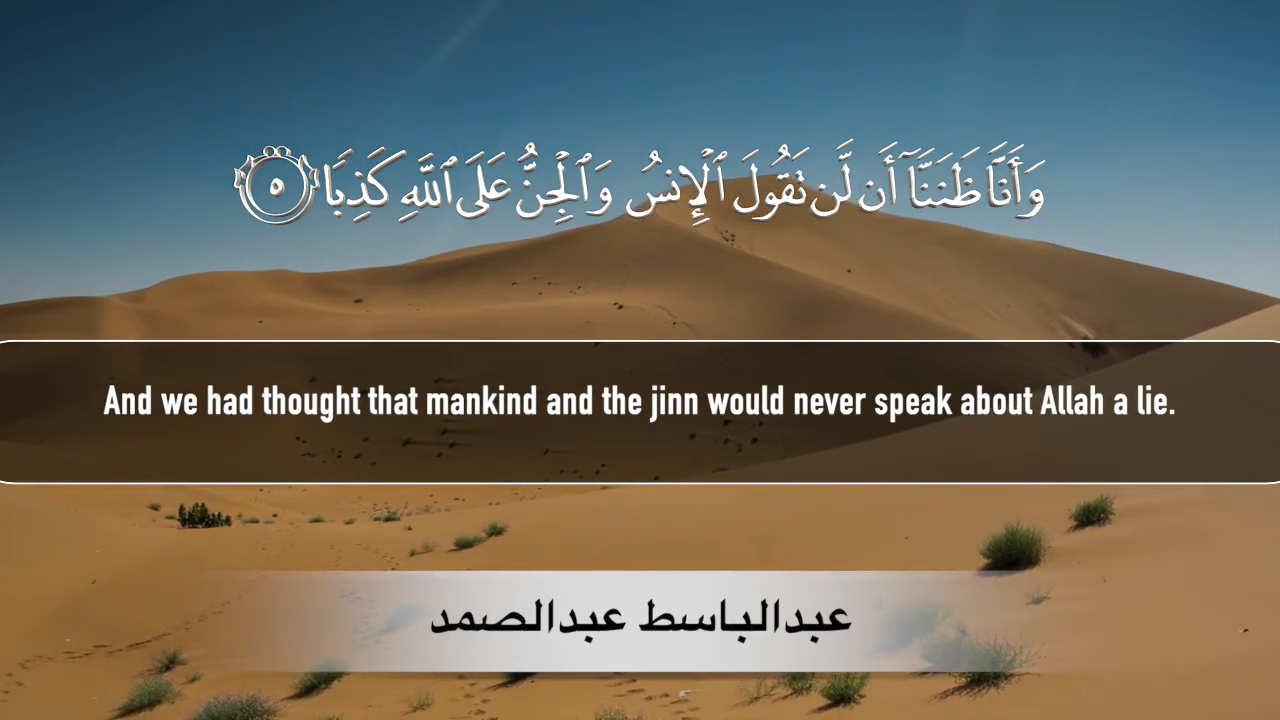 وَأَنَّا ظَنَنَّآ أَن لَّن تَقُولَ ٱلْإِنسُ وَٱلْجِنُّ عَلَى ٱللَّهِ كَذِبًا ٥
And we had thought that mankind and the jinn would never speak about Allah a lie.
عبدالباسط عبدالصمد